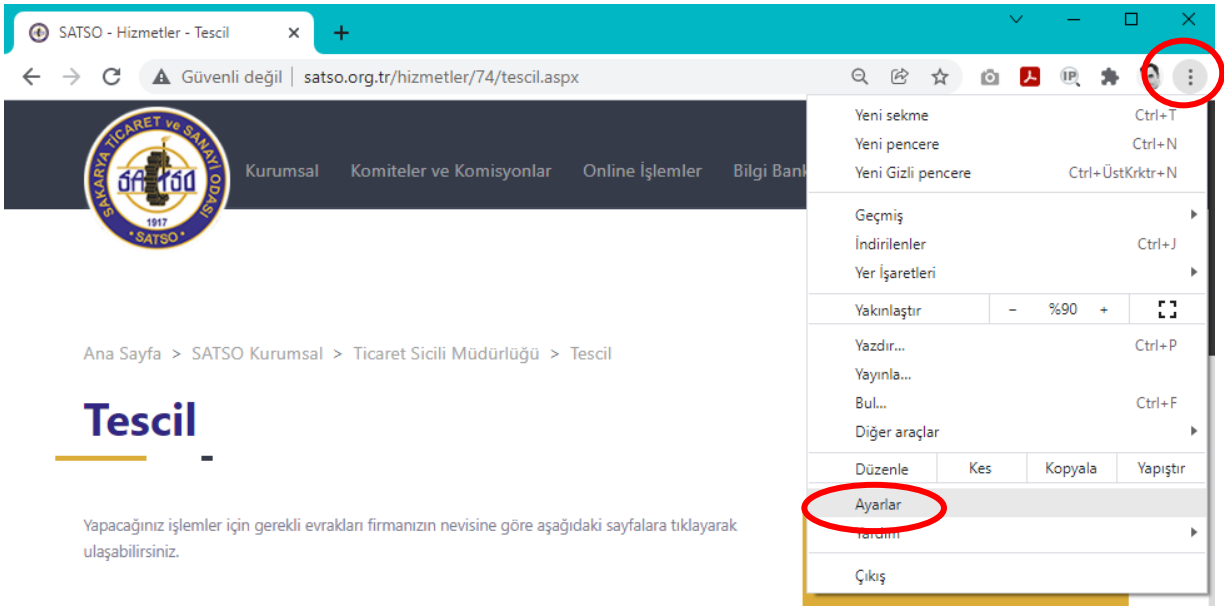 SATSO - Hizmetler - Tescil
Güvenli değil | satso.org.tr/hizmetler/74/tescil.aspx
IP
SAKARYA TİCARET ve SANAYİ ODASI
SATSO
1917
• SATSO •
Kurumsal Komiteler ve Komisyonlar Online İşlemler Bilgi Bank
Yeni sekme Ctrl+T
Yeni pencere Ctrl+N
Yeni Gizli pencere Ctrl+ÜstKrktr+N
Geçmiş
İndirilenler Ctrl+J
Yer İşaretleri
Yakınlaştır - %90 +
Yazdır... Ctrl+P
Yayınla...
Bul... Ctrl+F
Diğer araçlar
Düzenle Kes Kopyala Yapıştır
Ayarlar
Yardım
Çıkış
Ana Sayfa > SATSO Kurumsal > Ticaret Sicili Müdürlüğü > Tescil
Tescil
Yapacağınız işlemler için gerekli evrakları firmanızın nevisine göre aşağıdaki sayfalara tıklayarak
ulaşabilirsiniz.